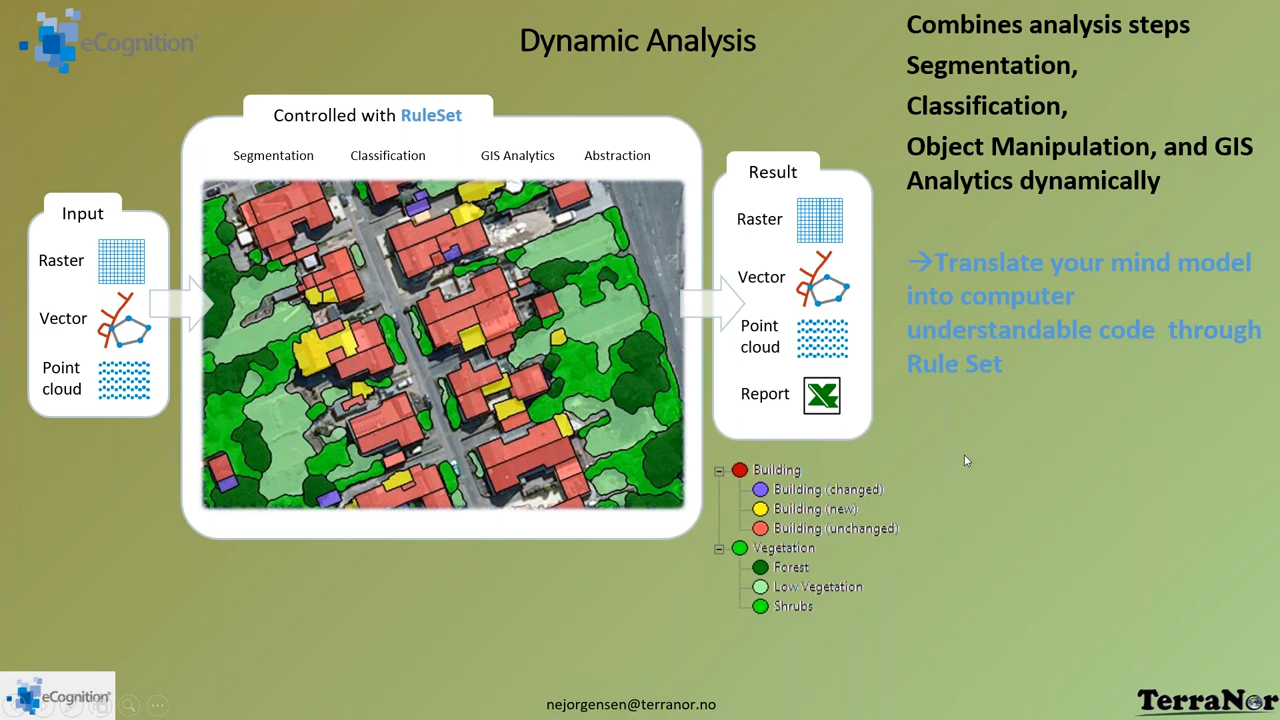 eCognition
Dynamic Analysis
Combines analysis steps
Segmentation,
Classification,
Object Manipulation, and GIS
Analytics dynamically
→Translate your mind model
into computer
understandable code through
Rule Set
Controlled with RuleSet
Segmentation Classification GIS Analytics Abstraction
Input
Raster
Vector
Point
cloud
Result
Raster
Vector
Point
cloud
Report
Building
Building (changed)
Building (new)
Building (unchanged)
Vegetation
Forest
Low Vegetation
Shrubs
eCognition
nejorgensen@terranor.no
TerraNor